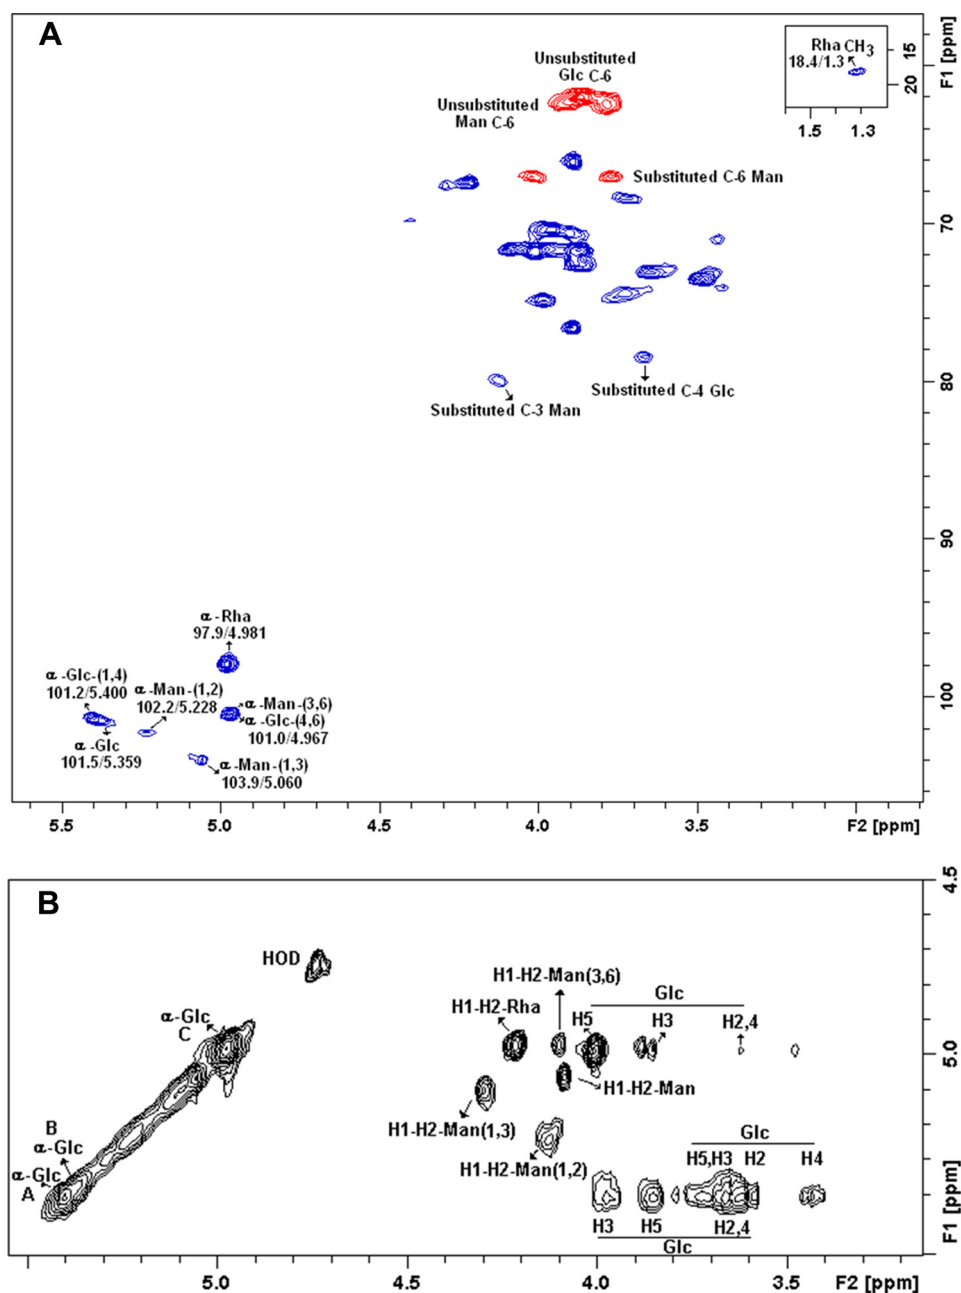 A
Unsubstituted
Glc C-6
Unsubstituted
Man C-6
Rha CH3
18.4/1.3
15
20
1.5
1.3
F1 [ppm]
Substituted C-6 Man
70
Substituted C-4 Glc
80
Substituted C-3 Man
90
α-Rha
97.9/4.981
α-Glc-(1,4)
101.2/5.400
α-Man-(1,2)
102.2/5.228
α-Man-(3,6)
α-Glc-(4,6)
101.0/4.967
100
α-Glc
101.5/5.359
α-Man-(1,3)
103.9/5.060
5.5
5.0
4.5
4.0
3.5
F2 [ppm]
B
4.5
HOD
H1-H2-Man(3,6)
Glc
α-Glc
C
H1-H2-Rha
H5
H3
H2,4
5.0
H1-H2-Man
B
α-Glc
H1-H2-Man(1,3)
Glc
H1-H2-Man(1,2)
H5,H3
H2
H4
α-Glc
A
H3
H5
H2,4
Glc
F1 [ppm]
5.0
4.5
4.0
3.5
F2 [ppm]